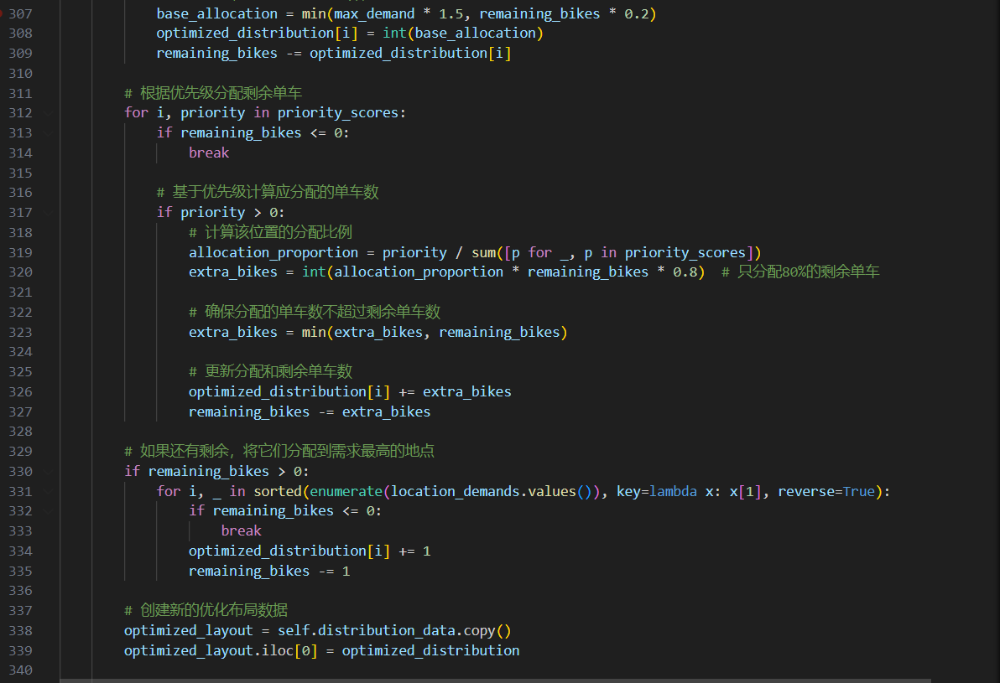 307 base_allocation = min(max_demand * 1.5, remaining_bikes * 0.2)
308 optimized_distribution[i] = int(base_allocation)
309 remaining_bikes -= optimized_distribution[i]
310
311 # 根据优先级分配剩余单车
312 for i, priority in priority_scores:
313 if remaining_bikes <= 0:
314 break
315
316 # 基于优先级计算应分配的单车数
317 if priority > 0:
318 # 计算该位置的分配比例
319 allocation_proportion = priority / sum([p for _, p in priority_scores])
320 extra_bikes = int(allocation_proportion * remaining_bikes * 0.8)  # 只分配80%的剩余单车
321
322 # 确保分配的单车数不超过剩余单车数
323 extra_bikes = min(extra_bikes, remaining_bikes)
324
325 # 更新分配和剩余单车数
326 optimized_distribution[i] += extra_bikes
327 remaining_bikes -= extra_bikes
328
329 # 如果还有剩余，将它们分配到需求最高的地点
330 if remaining_bikes > 0:
331 for i, _ in sorted(enumerate(location_demands.values()), key=lambda x: x[1], reverse=True):
332 if remaining_bikes <= 0:
333 break
334 optimized_distribution[i] += 1
335 remaining_bikes -= 1
336
337 # 创建新的优化布局数据
338 optimized_layout = self.distribution_data.copy()
339 optimized_layout.iloc[0] = optimized_distribution
340